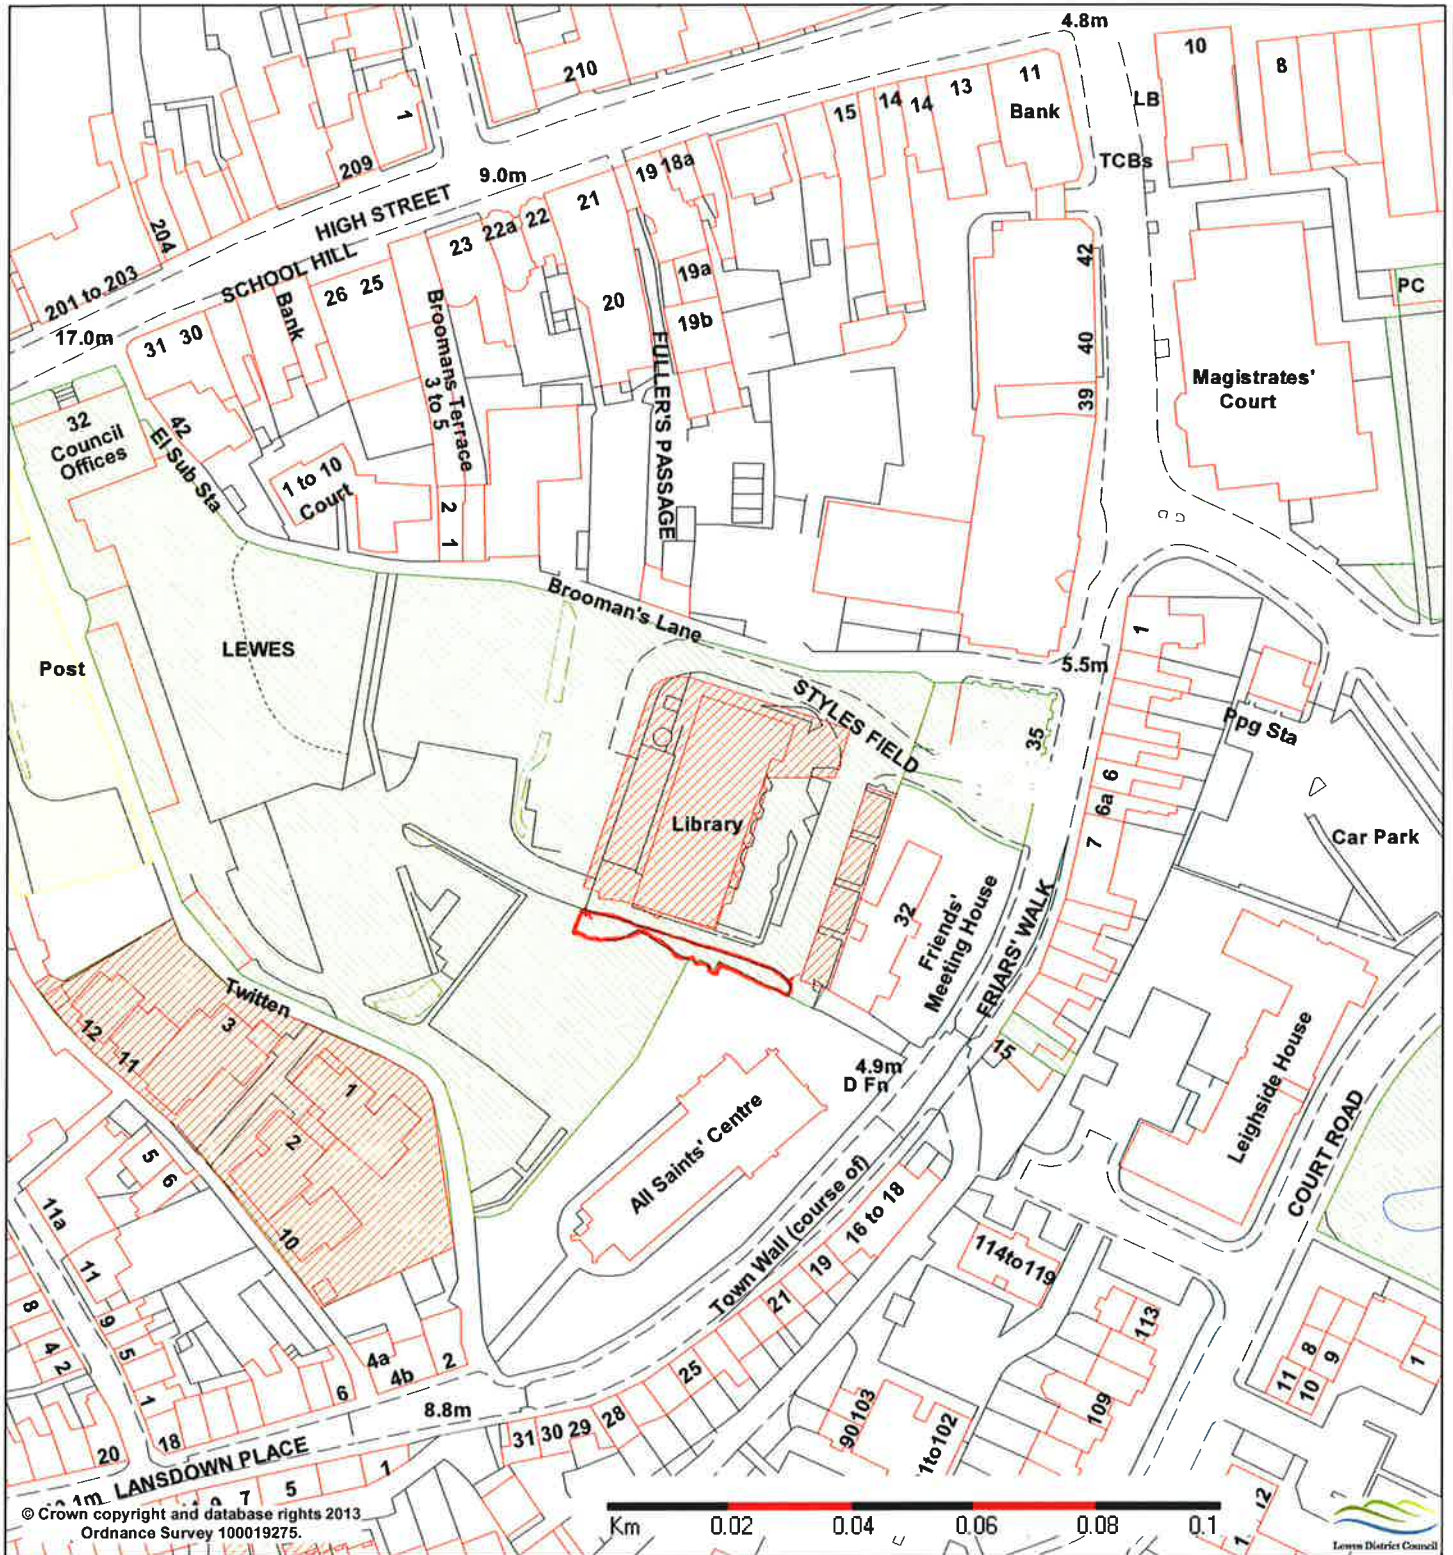 4.8m
10
8
210
11
Bank
13
14
14
15
LB
TCBs
1
209
9.0m
19 18a
204
HIGH STREET
SCHOOL HILL
21
22
22a
23
201 to 203
26 25
Bank
19a
20
19b
42
PC
17.0m
31 30
Broomans Terrace
3 to 5
FULLER'S PASSAGE
40
39
Magistrates'
Court
32
Council
Offices
42
El Sub Sta
1 to 10
Court
2
1
Brooman's Lane
LEWES
Post
1
5.5m
STYLES FIELD
35
Ppg Sta
6
6a
7
Library
Car Park
32
Friends'
Meeting House
FRIARS' WALK
Twitten
12
11
3
1
2
10
15
4.9m
D Fn
Leighside House
All Saints' Centre
COURT ROAD
5
6
11a
11
Town Wall (course of)
16 to 18
19
21
25
114to119
113
109
8
4
2
9
5
1
4a
4b
2
6
8.8m
18
20
LANSDOWN PLACE
31 30 29 28
90 103
1to102
8
9
11
10
1
7
5
1
© Crown copyright and database rights 2013
Ordnance Survey 100019275.
Km 0.02 0.04 0.06 0.08 0.1
Lewes District Council